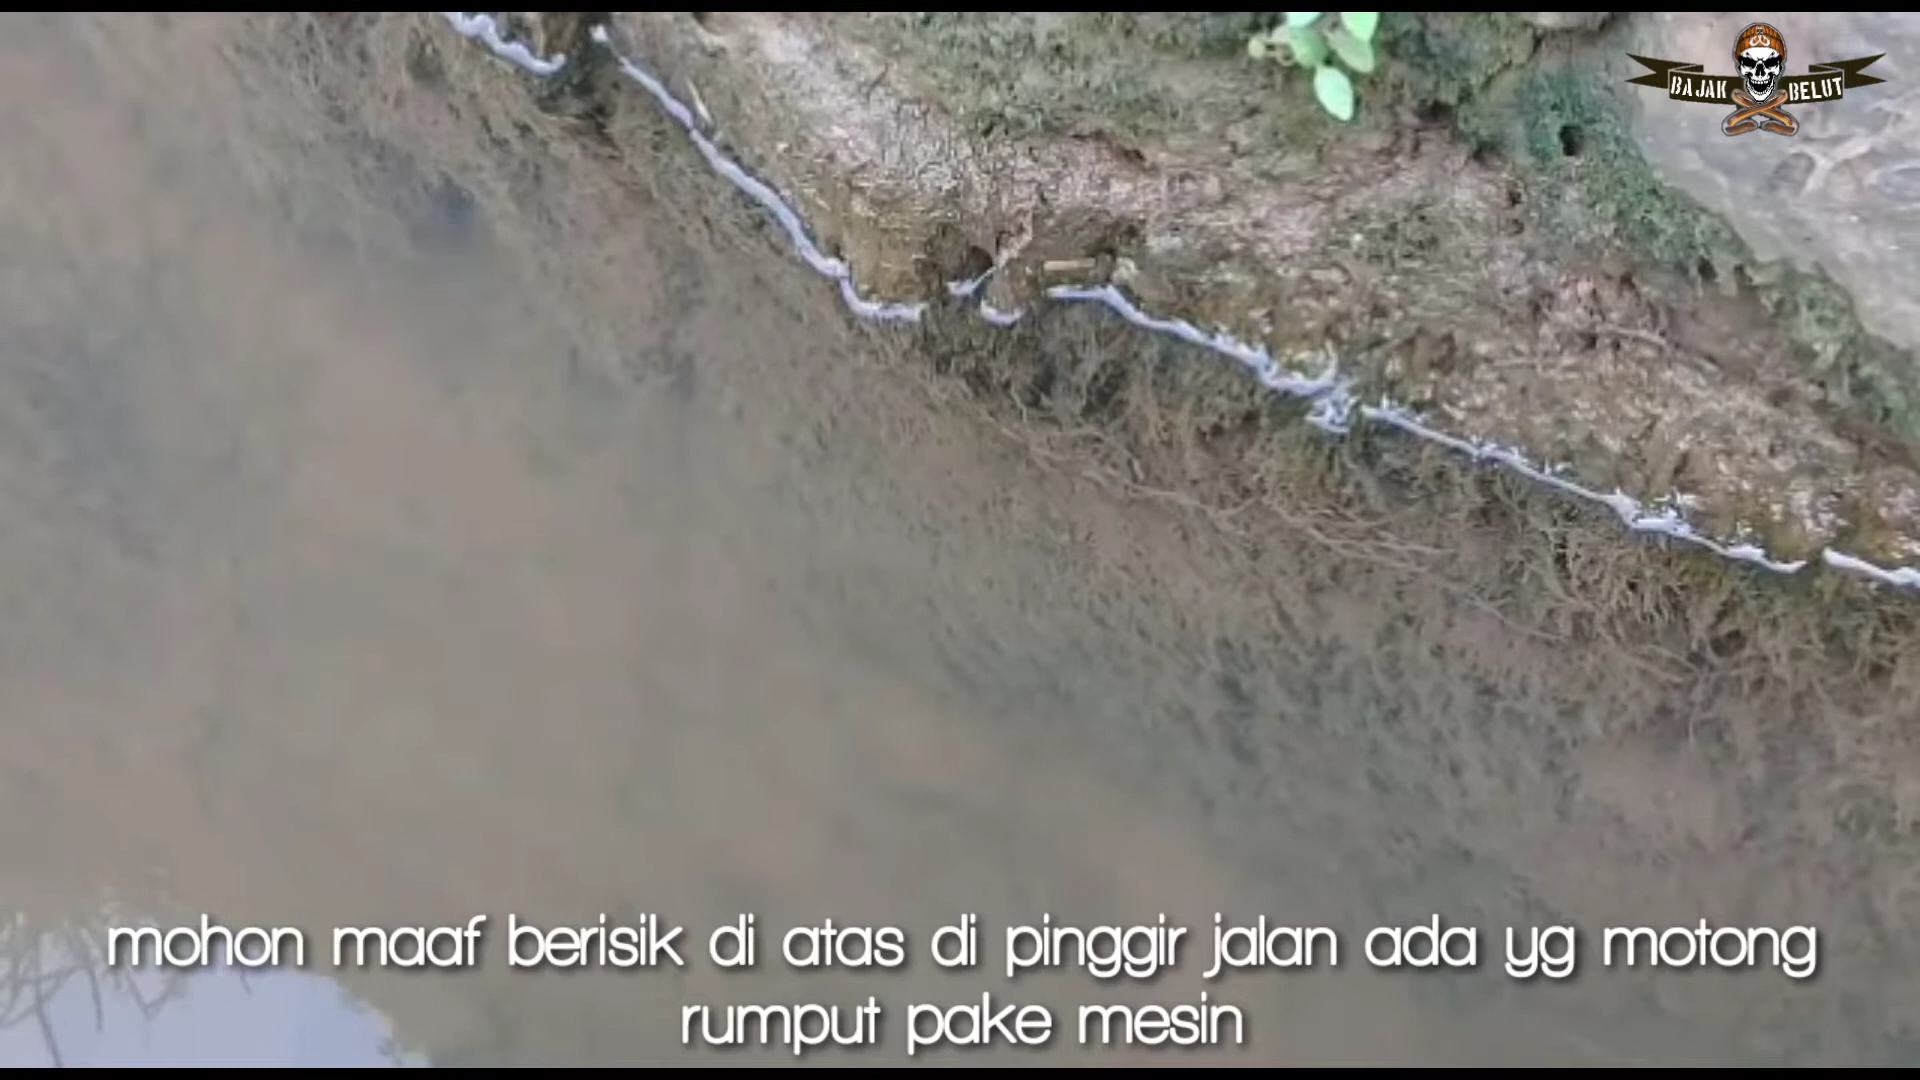 BAJAK BELUT
mohon maaf berisik di atas di pinggir jalan ada yg motong
rumput pake mesin